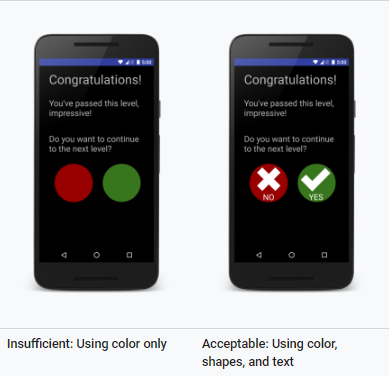 5:00
Congratulations!
You've passed this level,
impressive!
Do you want to continue
to the next level?
5:00
Congratulations!
You've passed this level,
impressive!
Do you want to continue
to the next level?
NO
YES
Insufficient: Using color only
Acceptable: Using color,
shapes, and text